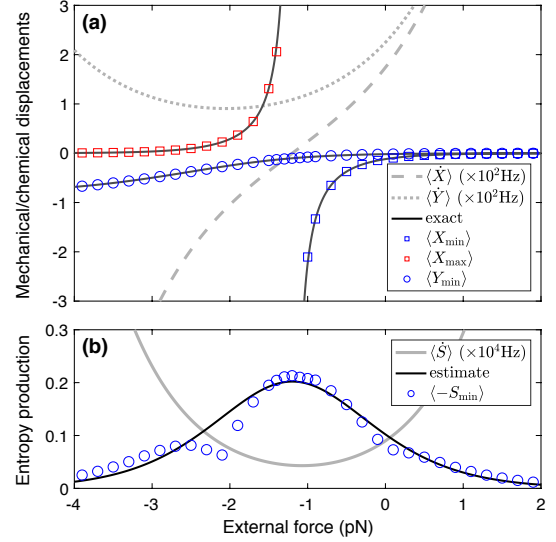 (a)
Mechanical/chemical displacements
3
2
1
0
-1
-2
-3
⟨Ẋ⟩ (×10²Hz)
⟨Ẏ⟩ (×10²Hz)
exact
⟨X_min⟩
⟨X_max⟩
⟨Y_min⟩
(b)
Entropy production
0.3
0.2
0.1
0
⟨Ṡ⟩ (×10⁴Hz)
estimate
⟨-S_min⟩
-4 -3 -2 -1 0 1 2
External force (pN)